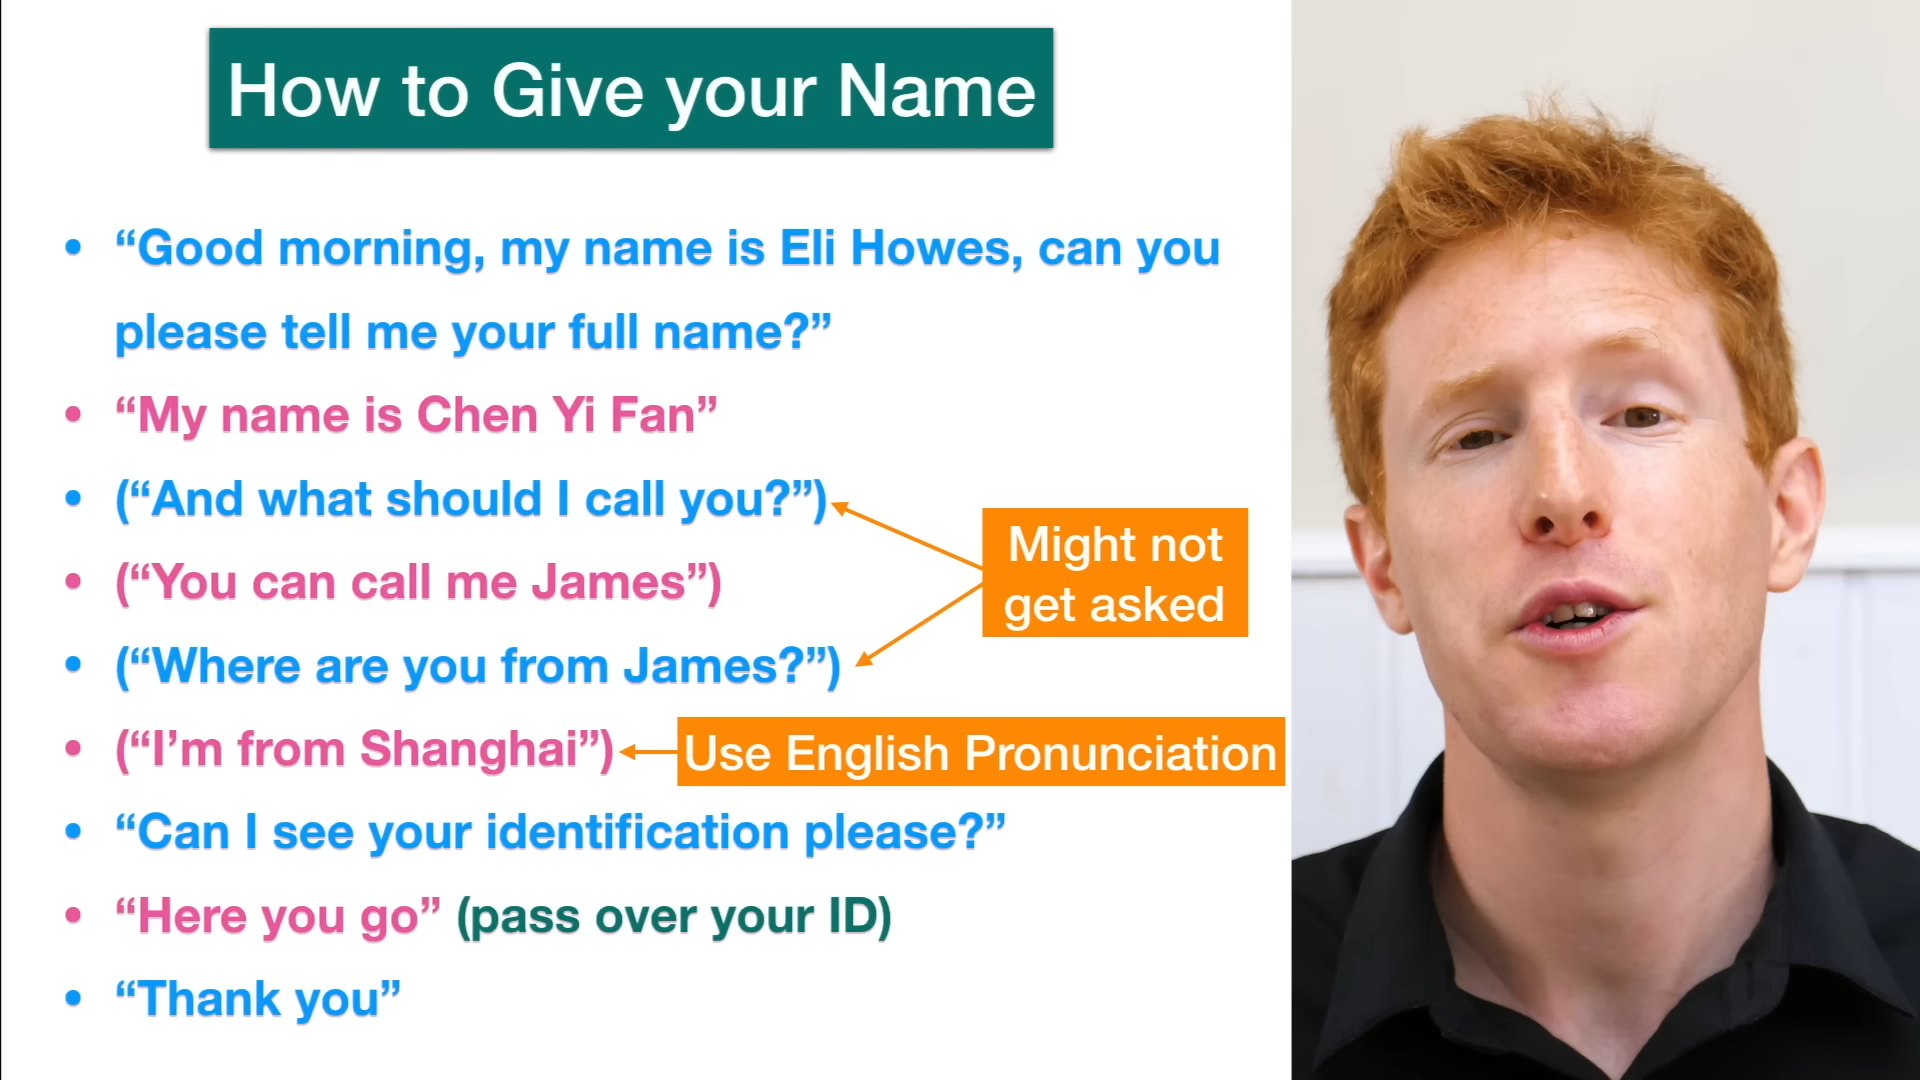 How to Give your Name
• “Good morning, my name is Eli Howes, can you
please tell me your full name?”
• “My name is Chen Yi Fan”
• (“And what should I call you?”)
Might not
get asked
• (“You can call me James”)
• (“Where are you from James?”)
• (“I’m from Shanghai”)
Use English Pronunciation
• “Can I see your identification please?”
• “Here you go” (pass over your ID)
• “Thank you”